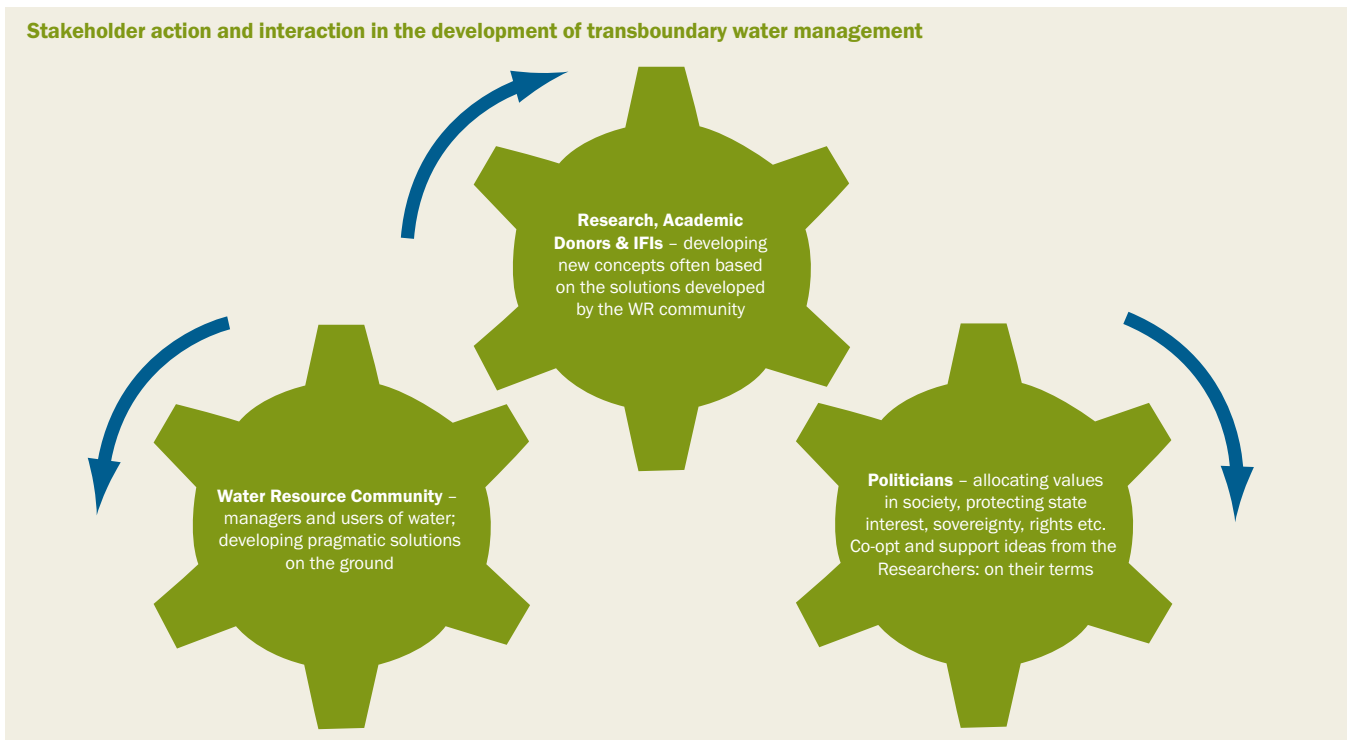 Stakeholder action and interaction in the development of transboundary water management
Research, Academic
Donors & IFIs – developing
new concepts often based
on the solutions developed
by the WR community
Water Resource Community –
managers and users of water;
developing pragmatic solutions
on the ground
Politicians – allocating values
in society, protecting state
interest, sovereignty, rights etc.
Co-opt and support ideas from the
Researchers: on their terms